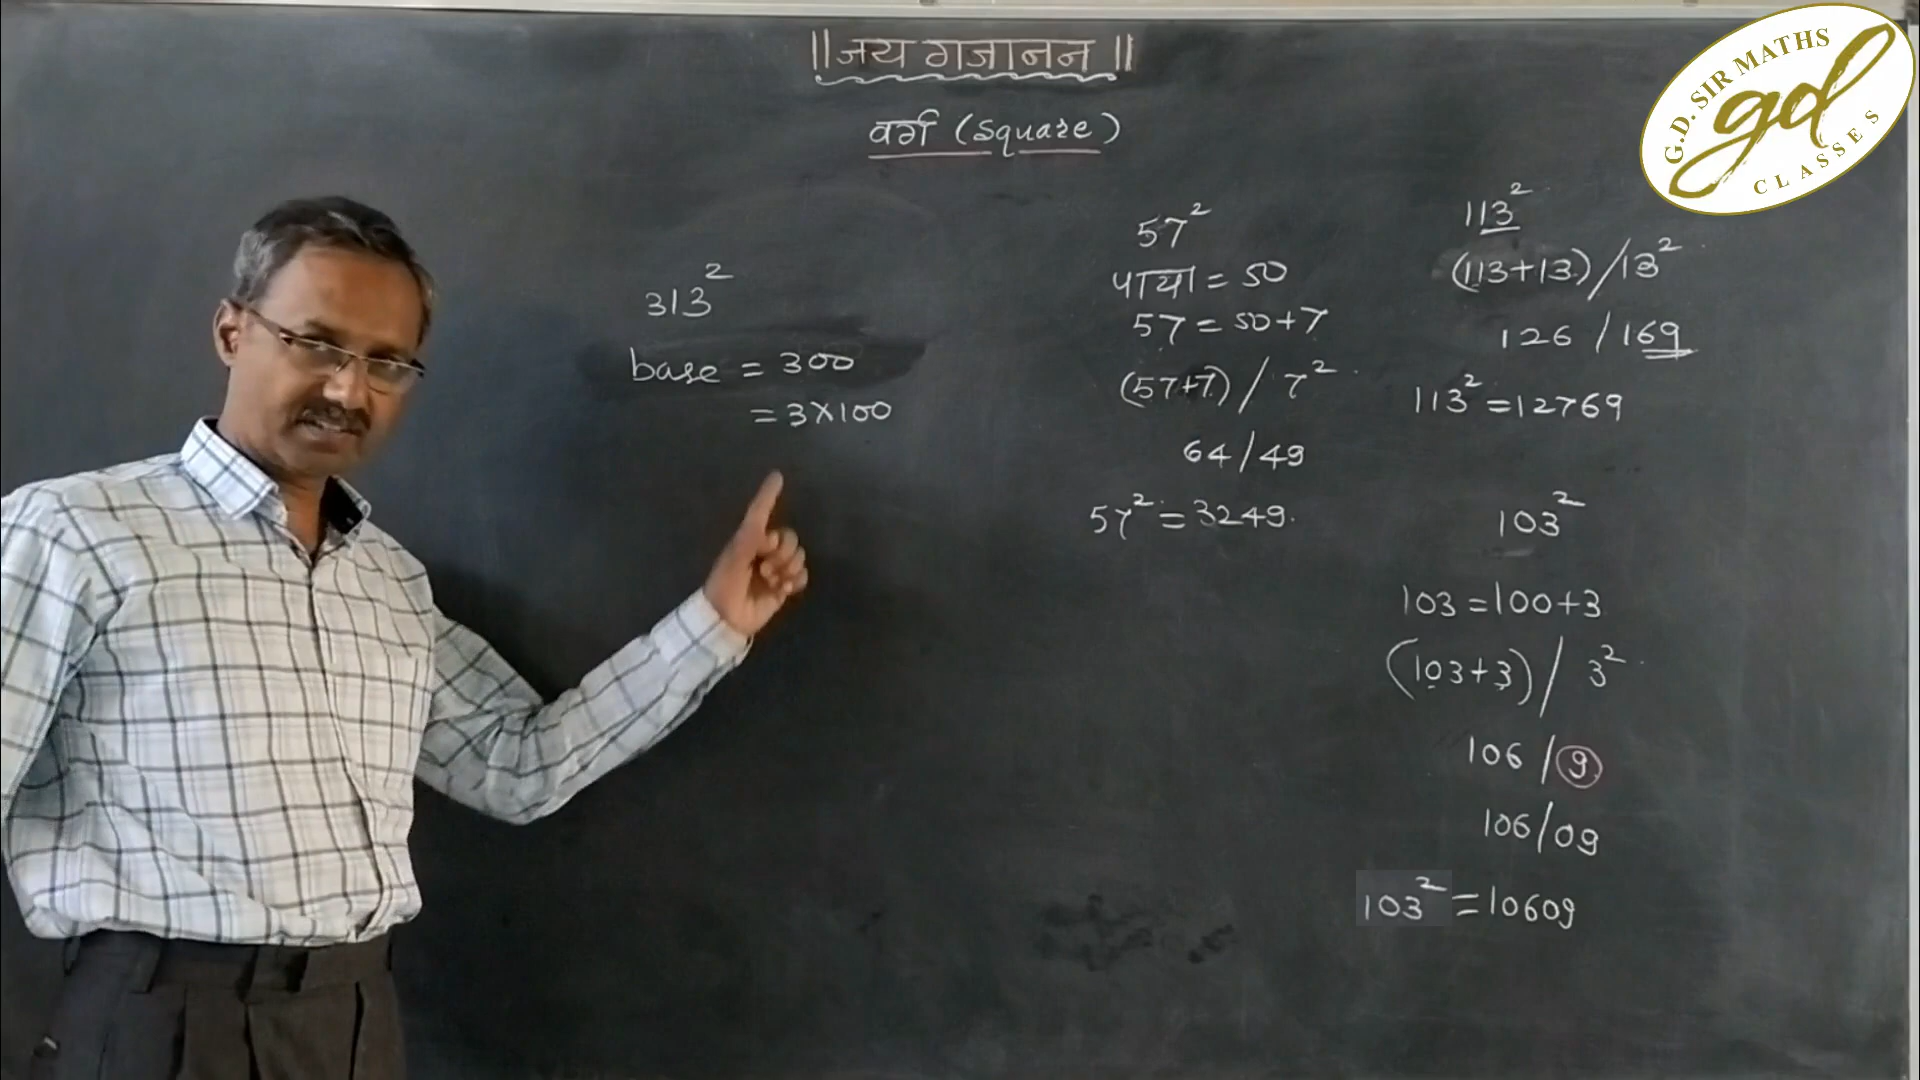 ||जय गजानन||
वर्ग (square)
G.D. SIR MATHS
gd
CLASSES
313²
base = 300
= 3×100
57²
पाया = 50
57 = 50+7
(57+7) / 7²
64/49
57² = 3249.
113²
(113+13)/13²
126 / 169
113² = 12769
103²
103 = 100+3
(103+3) / 3²
106 / 9
106/09
103² = 10609